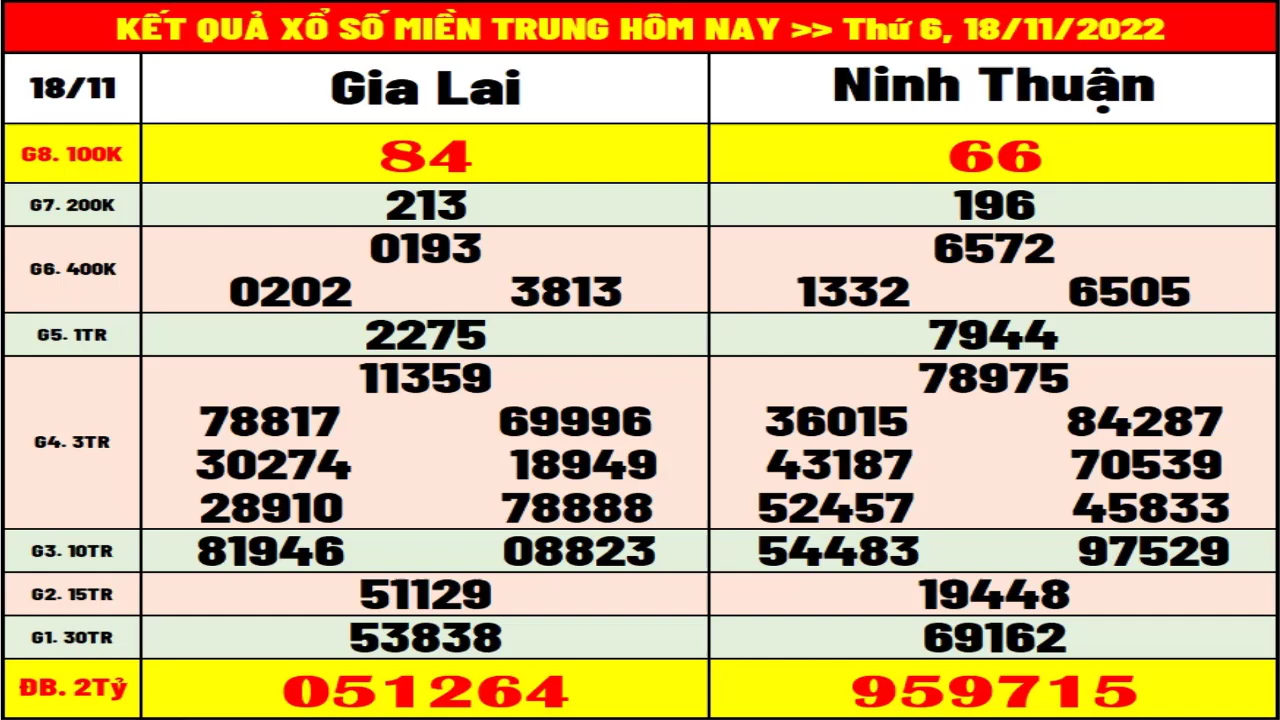 KẾT QUẢ XỔ SỐ MIỀN TRUNG HÔM NAY >> Thứ 6, 18/11/2022
18/11 Gia Lai Ninh Thuận
G8. 100K 84 66
G7. 200K 213 196
0193 6572
G6. 400K
0202 3813 1332 6505
G5. 1TR 2275 7944
11359 78975
78817 69996 36015 84287
G4. 3TR
30274 18949 43187 70539
28910 78888 52457 45833
G3. 10TR 81946 08823 54483 97529
G2. 15TR 51129 19448
G1. 30TR 53838 69162
ĐB. 2Tỷ 051264 959715